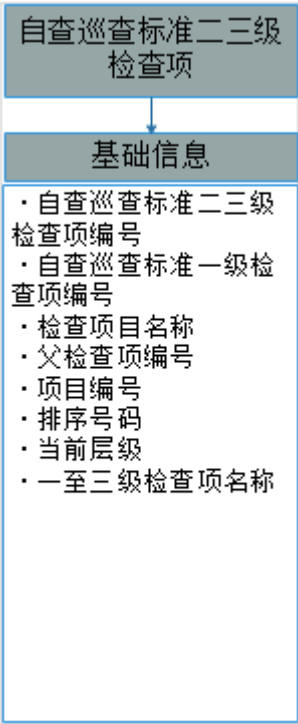 自查巡查标准二三级
检查项
基础信息
·自查巡查标准二三级
检查项编号
·自查巡查标准一级检
查项编号
·检查项目名称
·父检查项编号
·项目编号
·排序号码
·当前层级
·一至三级检查项名称